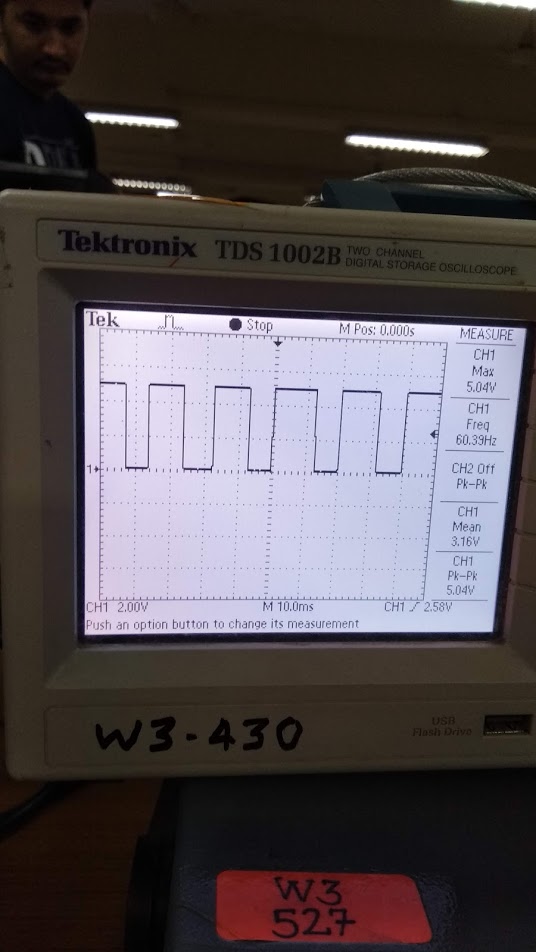 Tektronix TDS 1002B TWO CHANNEL
DIGITAL STORAGE OSCILLOSCOPE
Tek Stop M Pos: 0.000s MEASURE
CH1
Max
5.04V
CH1
Freq
60.39Hz
CH2 Off
Pk-Pk
CH1
Mean
3.16V
CH1
Pk-Pk
5.04V
1
CH1 2.00V M 10.0ms CH1 2.58V
Push an option button to change its measurement
W3-430
USB
Flash Drive
W3
527